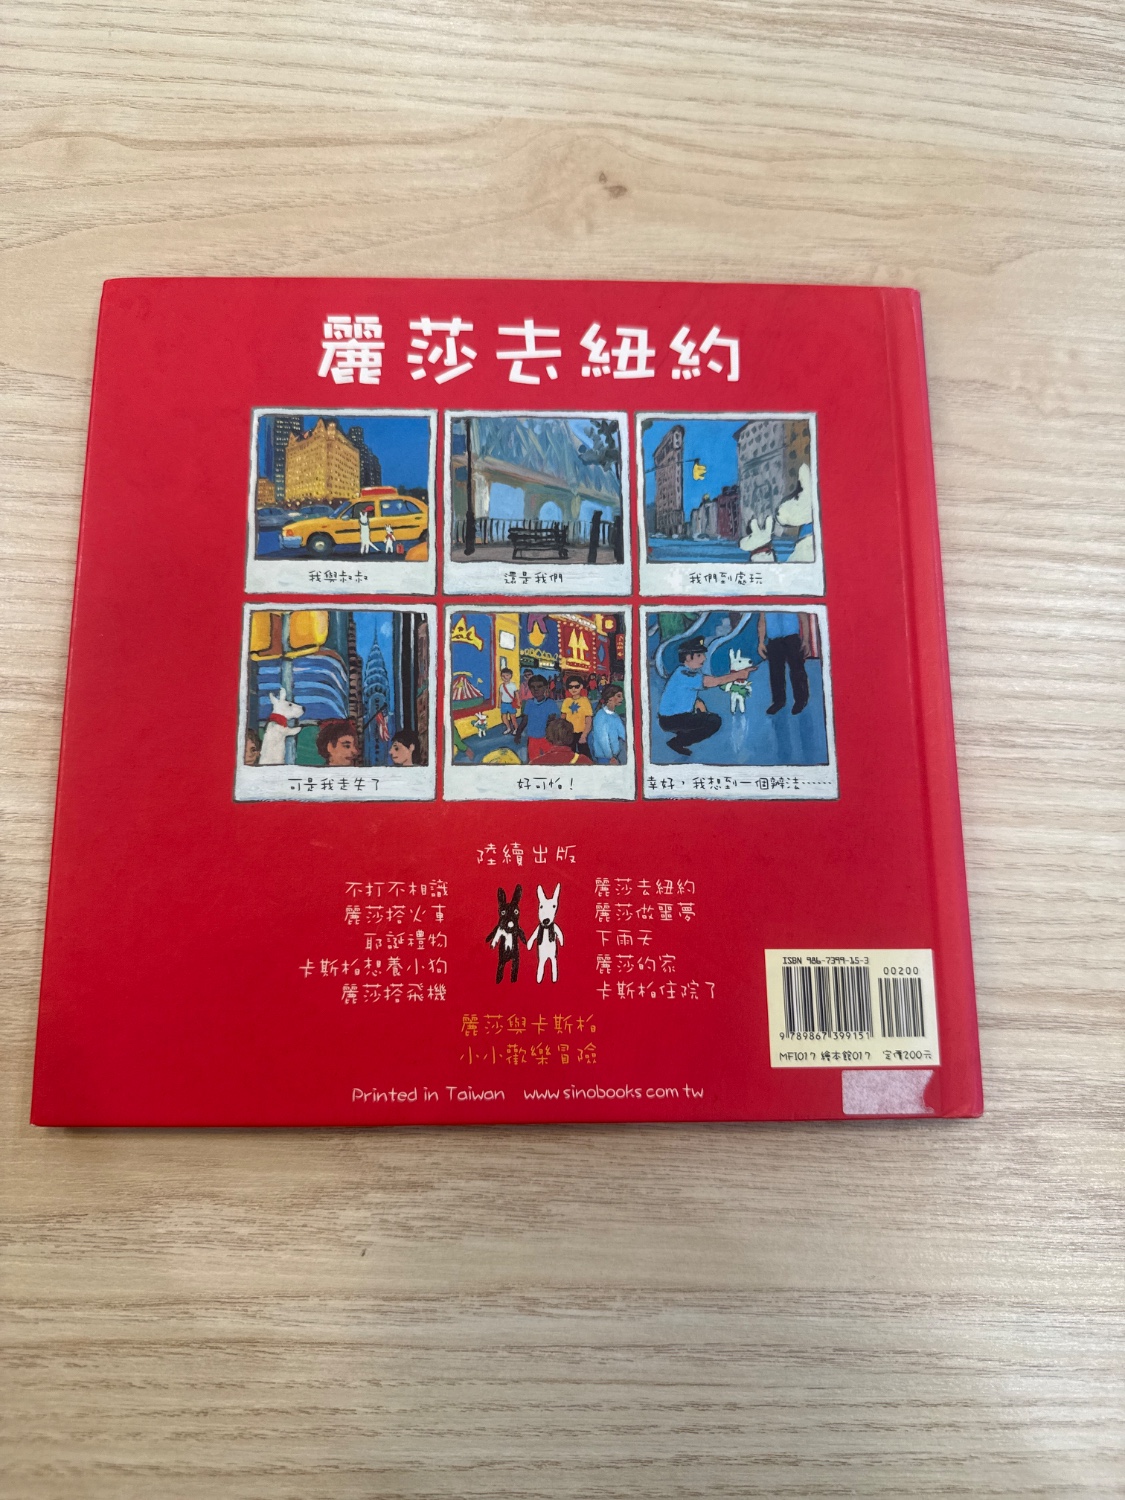 麗莎去紐約
我與叔叔
還是我們
我們到處玩
可是我走失了
好可怕！
幸好，我想到一個辦法……
陸續出版
不打不相識
麗莎搭火車
耶誕禮物
卡斯柏想養小狗
麗莎搭飛機
麗莎去紐約
麗莎做噩夢
下雨天
麗莎的家
卡斯柏住院了
麗莎與卡斯柏
小小歡樂冒險
Printed in Taiwan www.sinobooks.com.tw
ISBN 986-7399-15-3
00200
9 789867 399151
MF1017 繪本館017 定價200元